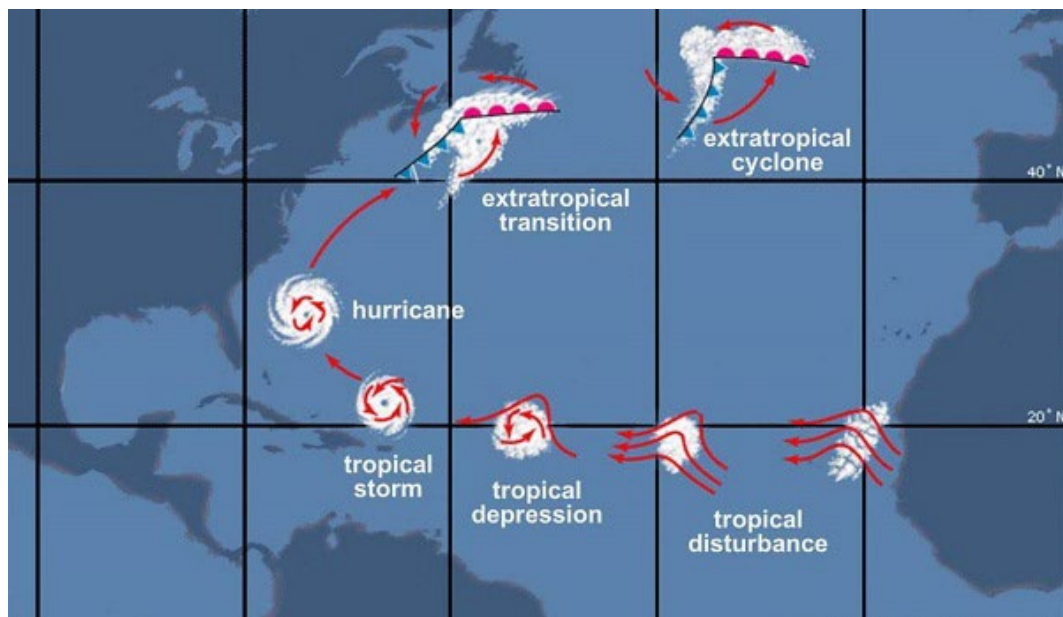 extratropical
cyclone
40° N
extratropical
transition
hurricane
20° N
tropical
storm
tropical
depression
tropical
disturbance